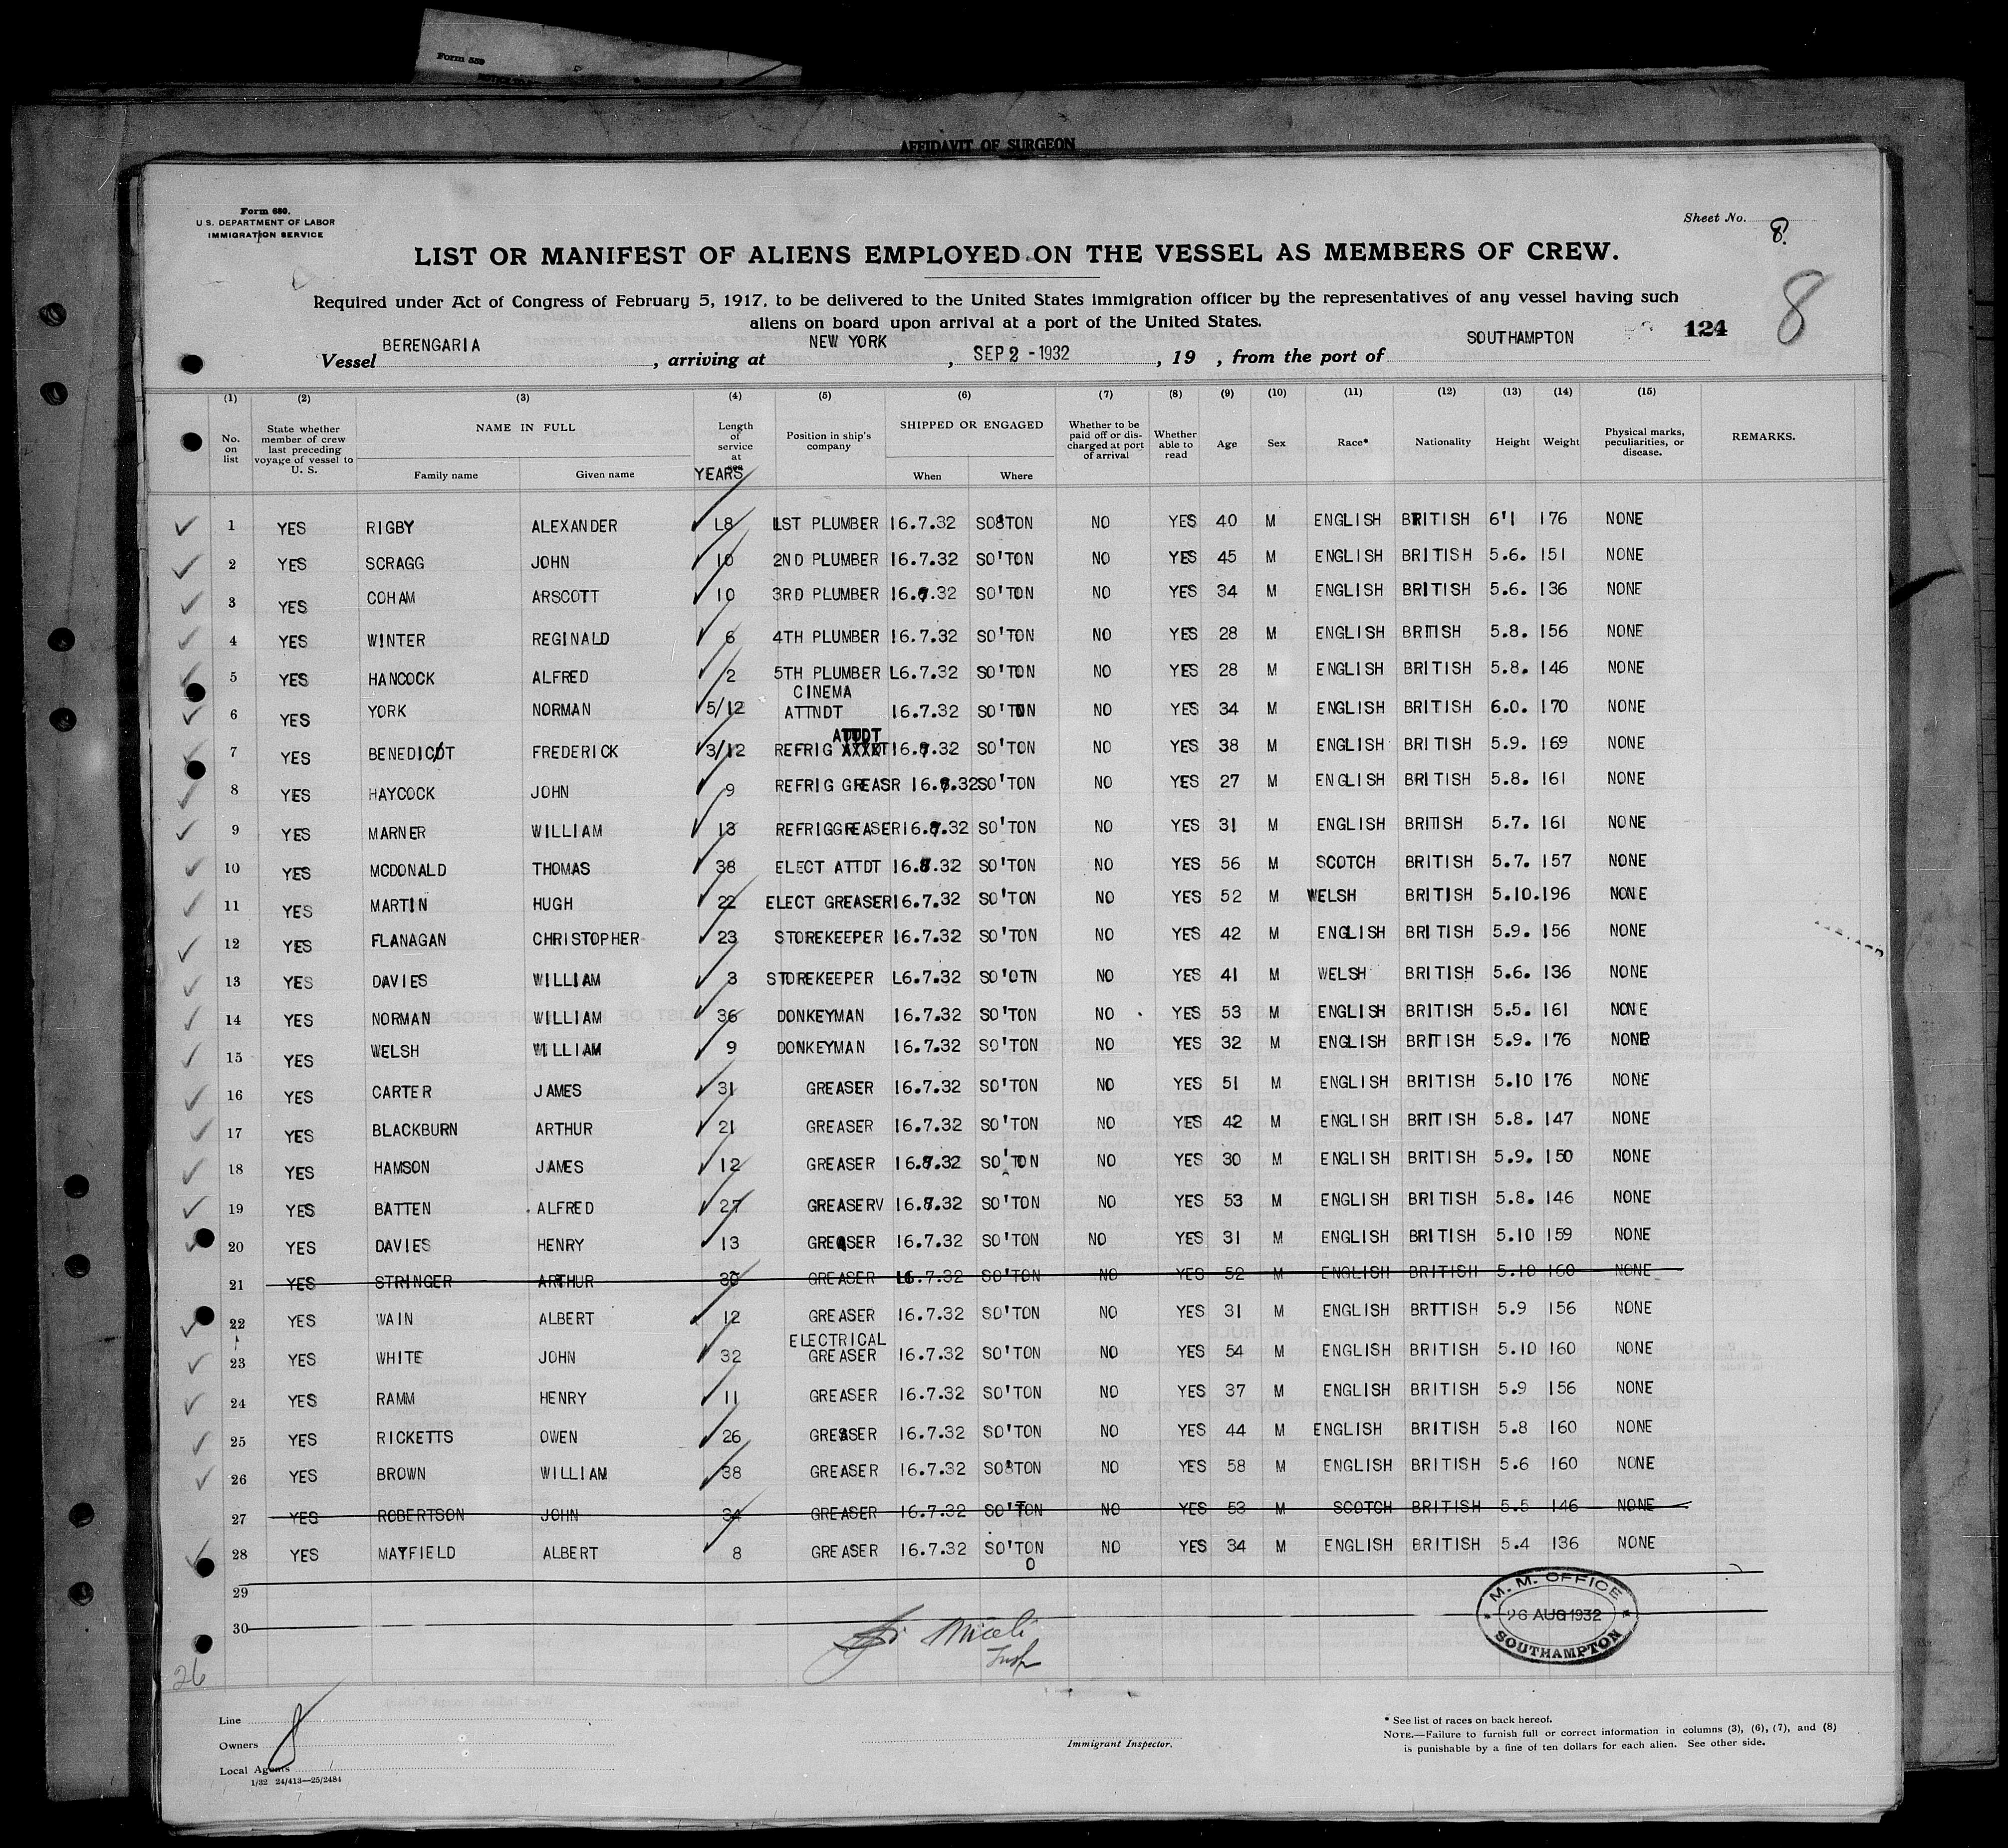 Form 559
AFFIDAVIT OF SURGEON
Form 680.
U.S. DEPARTMENT OF LABOR
IMMIGRATION SERVICE
Sheet No. 8.
LIST OR MANIFEST OF ALIENS EMPLOYED ON THE VESSEL AS MEMBERS OF CREW.
8
Required under Act of Congress of February 5, 1917, to be delivered to the United States immigration officer by the representatives of any vessel having such
aliens on board upon arrival at a port of the United States.
124
Vessel BERENGARIA, arriving at NEW YORK, SEP 2 - 1932, 19 , from the port of SOUTHAMPTON
(1) (2) (3) (4) (5) (6) (7) (8) (9) (10) (11) (12) (13) (14) (15)
No. on list State whether member of crew last preceding voyage of vessel to U. S. NAME IN FULL Family name Given name Length of service at sea YEARS Position in ship's company SHIPPED OR ENGAGED When Where Whether to be paid off or discharged at port of arrival Whether able to read Age Sex Race* Nationality Height Weight Physical marks, peculiarities, or disease. REMARKS.
1 YES RIGBY ALEXANDER L8 1ST PLUMBER 16.7.32 SO'TON NO YES 40 M ENGLISH BRITISH 6'1 176 NONE
2 YES SCRAGG JOHN 10 2ND PLUMBER 16.7.32 SO'TON NO YES 45 M ENGLISH BRITISH 5.6. 151 NONE
3 YES COHAM ARSCOTT 10 3RD PLUMBER 16.7.32 SO'TON NO YES 34 M ENGLISH BRITISH 5.6. 136 NONE
4 YES WINTER REGINALD 6 4TH PLUMBER 16.7.32 SO'TON NO YES 28 M ENGLISH BRITISH 5.8. 156 NONE
5 YES HANCOCK ALFRED 2 5TH PLUMBER L6.7.32 SO'TON NO YES 28 M ENGLISH BRITISH 5.8. 146 NONE
6 YES YORK NORMAN 5/12 CINEMA ATTNDT 16.7.32 SO'TON NO YES 34 M ENGLISH BRITISH 6.0. 170 NONE
7 YES BENEDICT FREDERICK 3/12 REFRIG ATTDT 16.7.32 SO'TON NO YES 38 M ENGLISH BRITISH 5.9. 169 NONE
8 YES HAYCOCK JOHN 9 REFRIG GREASR 16.7.32 SO'TON NO YES 27 M ENGLISH BRITISH 5.8. 161 NONE
9 YES MARNER WILLIAM 13 REFRIGGREASER 16.7.32 SO'TON NO YES 31 M ENGLISH BRITISH 5.7. 161 NONE
10 YES MCDONALD THOMAS 38 ELECT ATTDT 16.7.32 SO'TON NO YES 56 M SCOTCH BRITISH 5.7. 157 NONE
11 YES MARTIN HUGH 22 ELECT GREASER 16.7.32 SO'TON NO YES 52 M WELSH BRITISH 5.10. 196 NONE
12 YES FLANAGAN CHRISTOPHER 23 STOREKEEPER 16.7.32 SO'TON NO YES 42 M ENGLISH BRITISH 5.9. 156 NONE
13 YES DAVIES WILLIAM 3 STOREKEEPER L6.7.32 SO'OTN NO YES 41 M WELSH BRITISH 5.6. 136 NONE
14 YES NORMAN WILLIAM 36 DONKEYMAN 16.7.32 SO'TON NO YES 53 M ENGLISH BRITISH 5.5. 161 NONE
15 YES WELSH WILLIAM 9 DONKEYMAN 16.7.32 SO'TON NO YES 32 M ENGLISH BRITISH 5.9. 176 NONE
16 YES CARTER JAMES 31 GREASER 16.7.32 SO'TON NO YES 51 M ENGLISH BRITISH 5.10 176 NONE
17 YES BLACKBURN ARTHUR 21 GREASER 16.7.32 SO'TON NO YES 42 M ENGLISH BRITISH 5.8. 147 NONE
18 YES HAMSON JAMES 12 GREASER 16.7.32 SO'TON NO YES 30 M ENGLISH BRITISH 5.9. 150 NONE
19 YES BATTEN ALFRED 27 GREASERV 16.7.32 SO'TON NO YES 53 M ENGLISH BRITISH 5.8. 146 NONE
20 YES DAVIES HENRY 13 GREASER 16.7.32 SO'TON NO YES 31 M ENGLISH BRITISH 5.10 159 NONE
21 YES STRINGER ARTHUR 30 GREASER 16.7.32 SO'TON NO YES 52 M ENGLISH BRITISH 5.10 160 NONE
22 YES WAIN ALBERT 12 GREASER 16.7.32 SO'TON NO YES 31 M ENGLISH BRTTISH 5.9 156 NONE
23 YES WHITE JOHN 32 ELECTRICAL GREASER 16.7.32 SO'TON NO YES 54 M ENGLISH BRITISH 5.10 160 NONE
24 YES RAMM HENRY 11 GREASER 16.7.32 SO'TON NO YES 37 M ENGLISH BRITISH 5.9 156 NONE
25 YES RICKETTS OWEN 26 GREASER 16.7.32 SO'TON NO YES 44 M ENGLISH BRITISH 5.8 160 NONE
26 YES BROWN WILLIAM 38 GREASER 16.7.32 SO'TON NO YES 58 M ENGLISH BRITISH 5.6 160 NONE
27 YES ROBERTSON JOHN 34 GREASER 16.7.32 SO'TON NO YES 53 M SCOTCH BRITISH 5.5 146 NONE
28 YES MAYFIELD ALBERT 8 GREASER 16.7.32 SO'TON NO YES 34 M ENGLISH BRITISH 5.4 136 NONE
O
29
30
M. M. OFFICE
26 AUG 1932
SOUTHAMPTON
Miceli
Insp
26
Line
Owners
Local Agents
8
1/32 24/413—25/2484
Immigrant Inspector.
* See list of races on back hereof.
NOTE.—Failure to furnish full or correct information in columns (3), (6), (7), and (8)
is punishable by a fine of ten dollars for each alien. See other side.